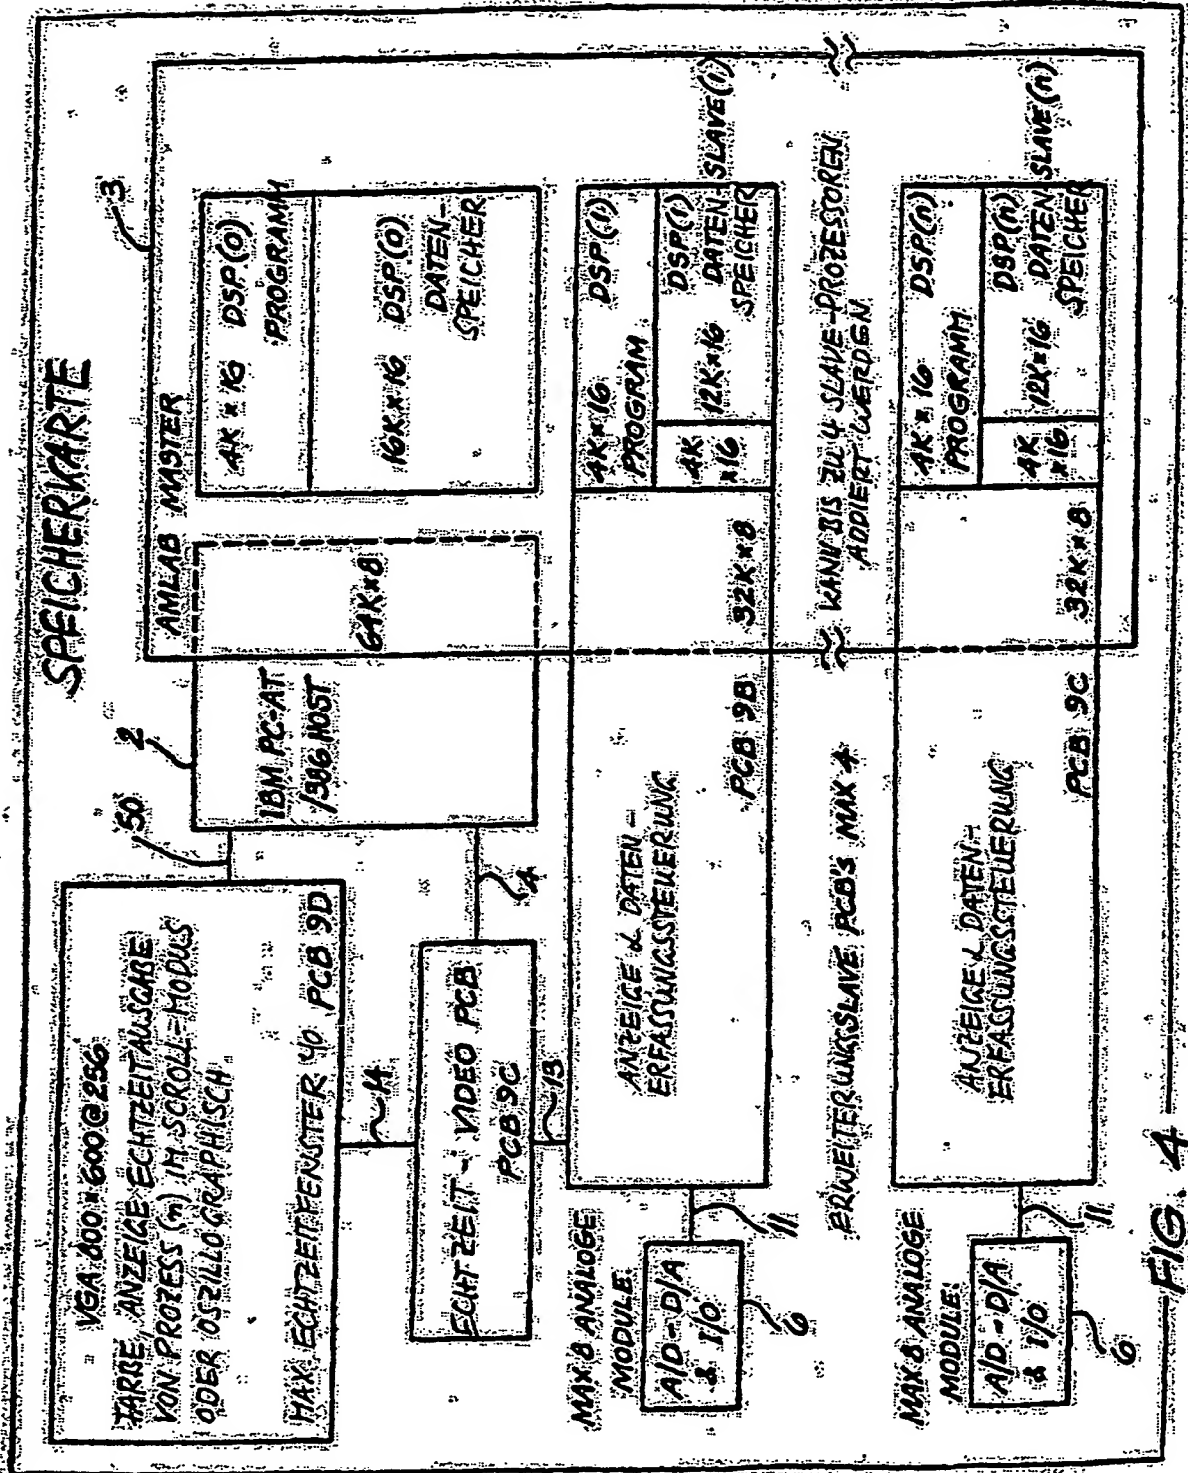 SPEICHERKARTE
VGA 800×600@256
FARBE, ANZEIGE ECHTZEITAUSGABE
VON PROZESS (n) IM SCROLL-MODUS
ODER OSZILLOGRAPHISCH
MAX ECHTZEITFENSTER 40 PCB 9D
50
2
IBM PC-AT
/386 HOST
64K×8
AMLAB MASTER
3
4K × 16 DSP(0)
PROGRAMM
16K×16 DSP(0)
DATEN-
SPEICHER
14
4
ECHTZEIT - VIDEO PCB
PCB 9C
13
MAX 8 ANALOGE
MODULE
A/D-D/A
& I/O
6
11
ANZEIGE & DATEN-
ERFASSUNGSSTEUERUNG
PCB 9B
32K×8
4K×16 DSP(1)
PROGRAM
4K
×16
12K×16
DSP(1)
DATEN-
SPEICHER
SLAVE(1)
ERWEITERUNGSSLAVE PCB'S MAX 4
KANN BIS ZU 4 SLAVE-PROZESSOREN
ADDIERT WERDEN
MAX 8 ANALOGE
MODULE
A/D-D/A
& I/O
6
11
ANZEIGE & DATEN-
ERFASSUNGSSTEUERUNG
PCB 9C
32K×8
4K×16 DSP(n)
PROGRAMM
4K
×16
12K×16
DSP(n)
DATEN-
SPEICHER
SLAVE(n)
FIG. 4